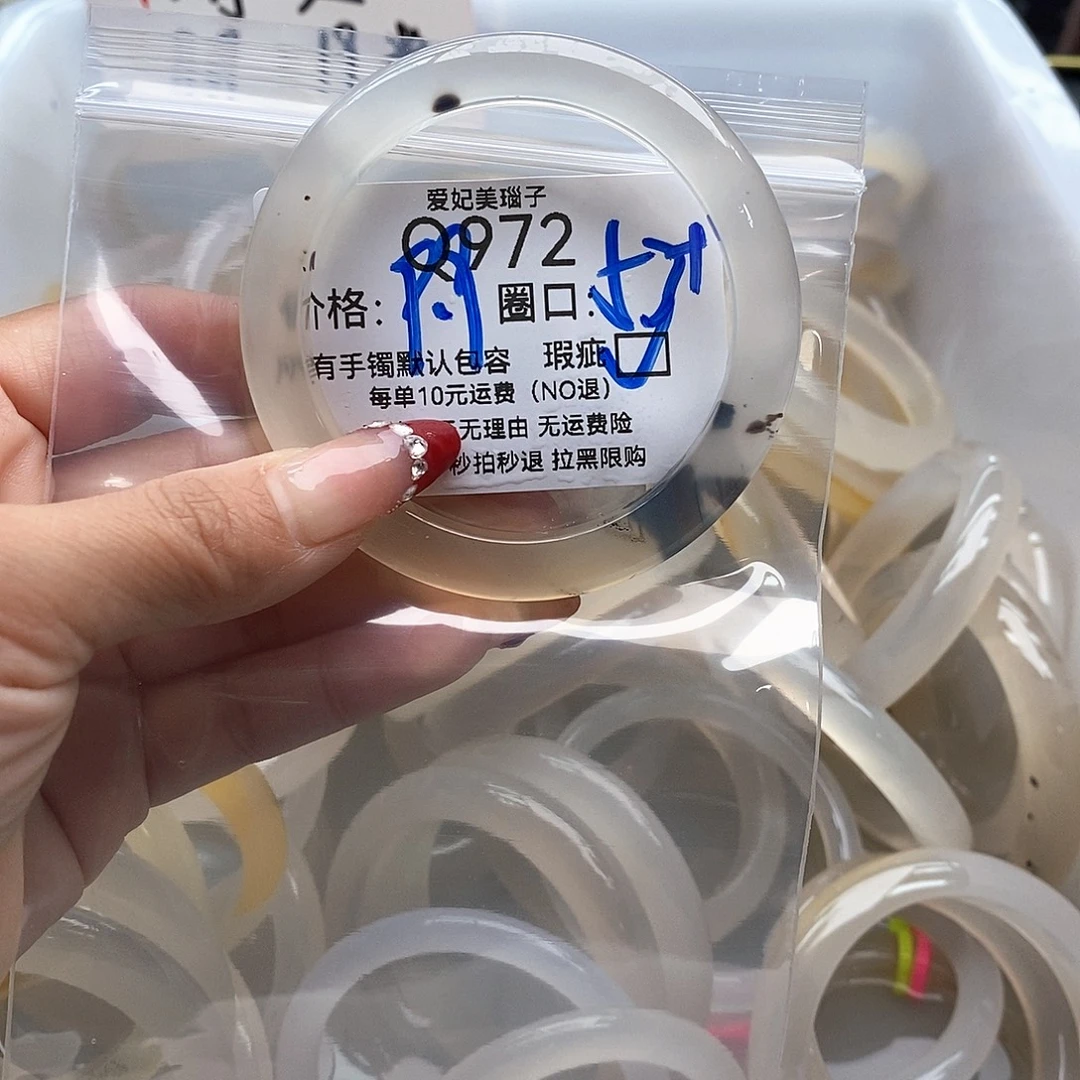 爱妃美瑙子
Q972
价格: 圈口:
有手镯默认包容 瑕疵
每单10元运费（NO退）
无理由 无运费险
秒拍秒退 拉黑限购